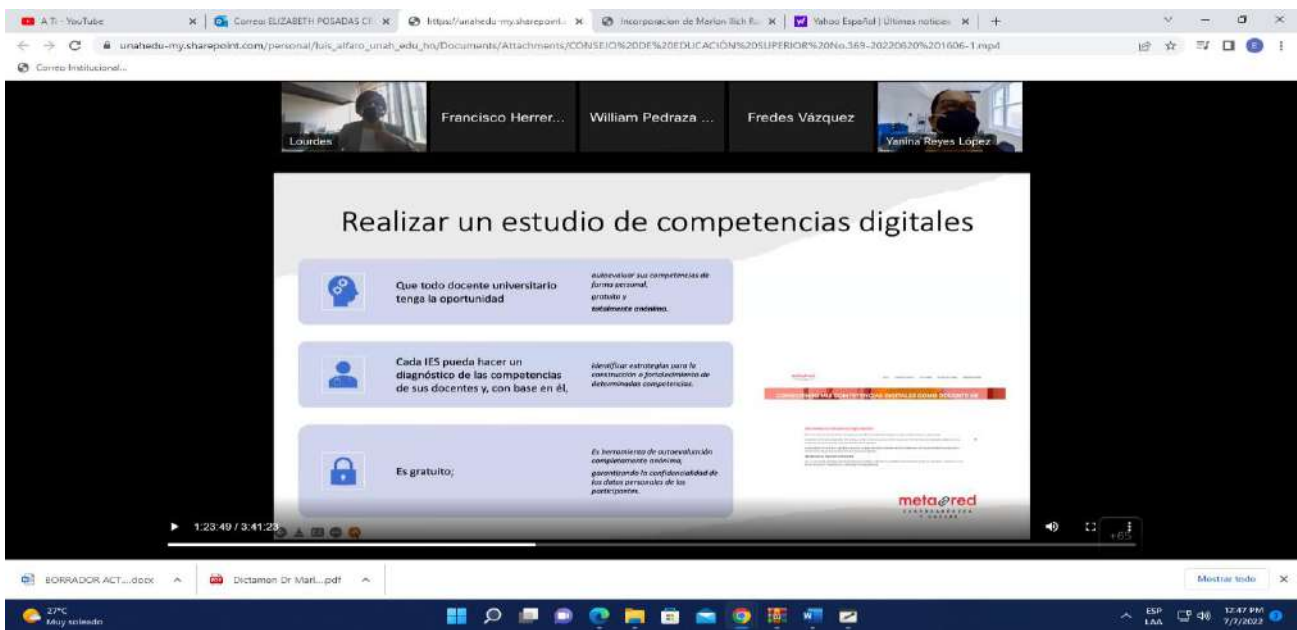 A Ti - YouTube
Correo: ELIZABETH POSADAS
https://unahedu-my.sharepoint.
Incorporacion de Marlon
Yahoo Español | Últimas noticias
unahedu-my.sharepoint.com/personal/luis_alfaro_unah_edu_hn/Documents/Attachments/CONSEJO%20DE%20EDUCACIÓN%20SUPERIOR%20No.369-20220620%201606-1.mp4
Correo Institucional...
Lourdes
Francisco Herrer...
William Pedraza ...
Fredes Vázquez
Yanina Reyes López
Realizar un estudio de competencias digitales
Que todo docente universitario
tenga la oportunidad
autoevaluar sus competencias de
forma personal,
gratuita y
totalmente anónima.
Cada IES pueda hacer un
diagnóstico de las competencias
de sus docentes y, con base en él,
identificar estrategias para la
construcción o fortalecimiento de
determinadas competencias.
Es gratuito;
Es herramienta de autoevaluación
completamente anónima,
garantizando la confidencialidad de
los datos personales de los
participantes.
metared
1:23:49 / 3:41:23
+65
BORRADOR ACT....docx
Dictamen Dr Marl....pdf
Mostrar todo
27°C
Muy soleado
ESP
LAA
12:47 PM
7/7/2022